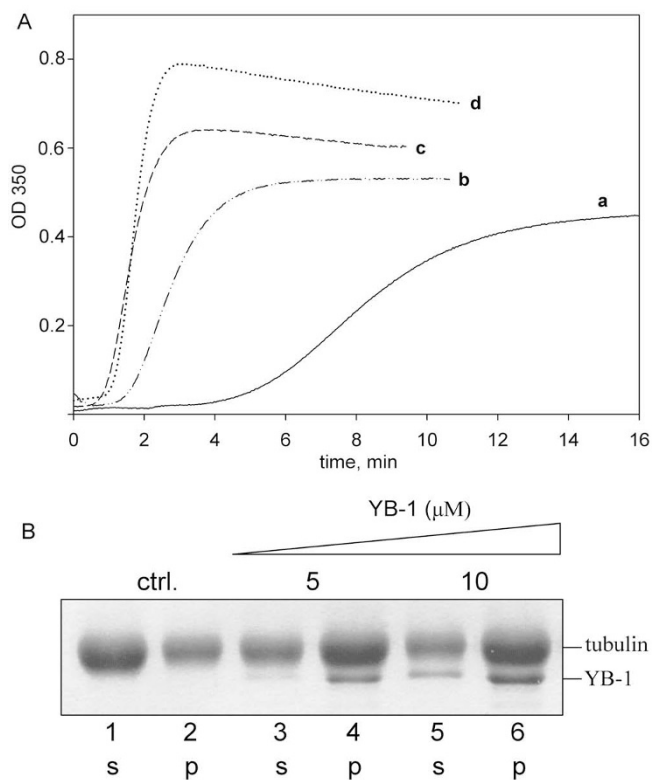 A
0.8
0.6
0.4
0.2
OD 350
d
c
b
a
0 2 4 6 8 10 12 14 16
time, min
B
YB-1 (μM)
ctrl. 5 10
tubulin
YB-1
1 2 3 4 5 6
s p s p s p